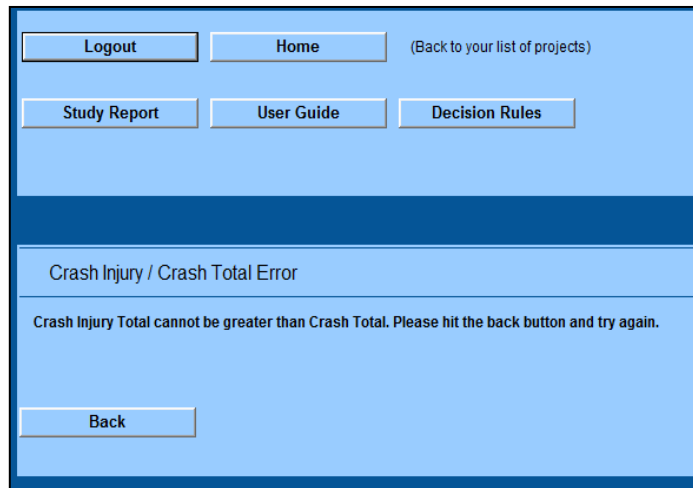 Logout Home (Back to your list of projects)
Study Report User Guide Decision Rules
Crash Injury / Crash Total Error
Crash Injury Total cannot be greater than Crash Total. Please hit the back button and try again.
Back